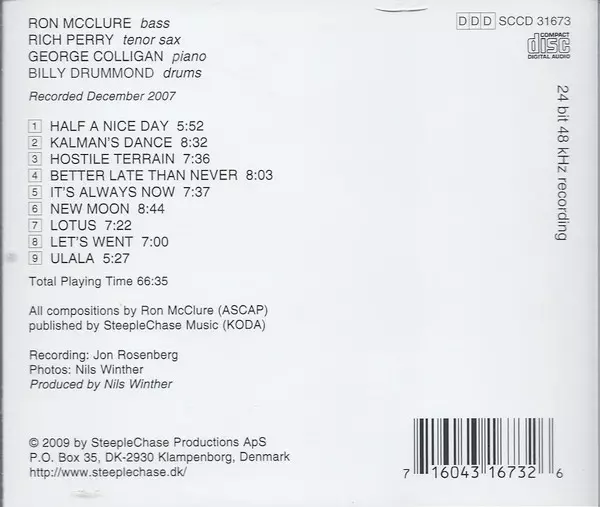 RON MCCLURE bass
RICH PERRY tenor sax
GEORGE COLLIGAN piano
BILLY DRUMMOND drums
Recorded December 2007
1 HALF A NICE DAY 5:52
2 KALMAN'S DANCE 8:32
3 HOSTILE TERRAIN 7:36
4 BETTER LATE THAN NEVER 8:03
5 IT'S ALWAYS NOW 7:37
6 NEW MOON 8:44
7 LOTUS 7:22
8 LET'S WENT 7:00
9 ULALA 5:27
Total Playing Time 66:35
All compositions by Ron McClure (ASCAP)
published by SteepleChase Music (KODA)
Recording: Jon Rosenberg
Photos: Nils Winther
Produced by Nils Winther
© 2009 by SteepleChase Productions ApS
P.O. Box 35, DK-2930 Klampenborg, Denmark
http://www.steeplechase.dk/
DDD SCCD 31673
COMPACT
disc
DIGITAL AUDIO
24 bit 48 kHz recording
7 16043 16732 6